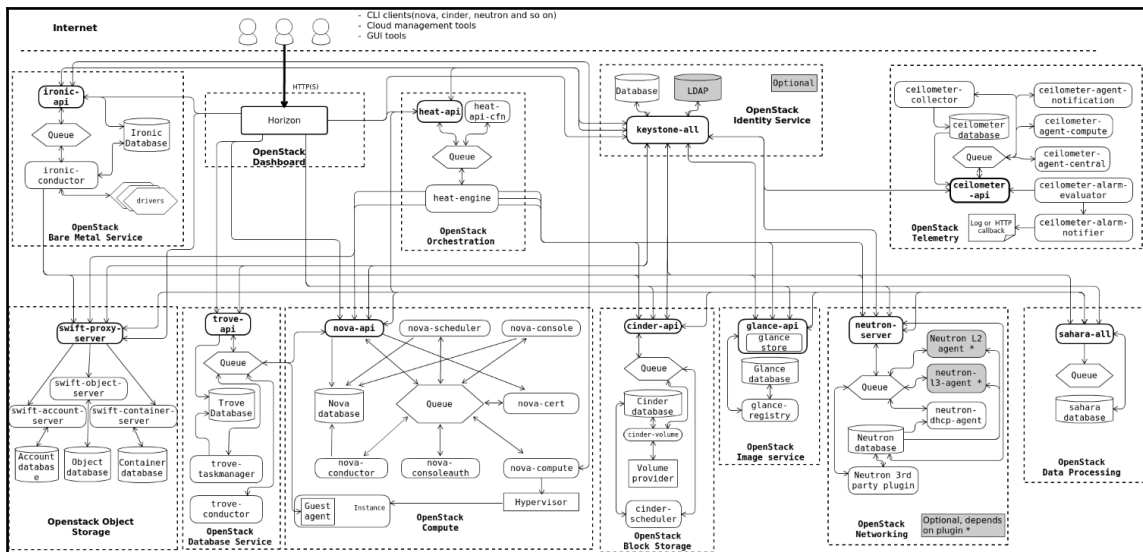 Internet
- CLI clients(nova, cinder, neutron and so on)
- Cloud management tools
- GUI tools
HTTP(S)
ironic-
api
Queue
Ironic
Database
ironic-
conductor
drivers
OpenStack
Bare Metal Service
Horizon
OpenStack
Dashboard
heat-api
heat-
api-cfn
Queue
heat-engine
OpenStack
Orchestration
Database
LDAP
Optional
OpenStack
Identity Service
keystone-all
ceilometer-
collector
ceilometer-agent-
notification
ceilometer
database
ceilometer-
agent-compute
Queue
ceilometer-
agent-central
ceilometer
-api
ceilometer-alarm-
evaluator
Log or HTTP
callback
ceilometer-alarm-
notifier
OpenStack
Telemetry
swift-proxy-
server
swift-object-
server
swift-account-
server
swift-container-
server
Account
databas
e
Object
database
Container
database
Openstack Object
Storage
trove-
api
Queue
Trove
Database
trove-
taskmanager
trove-
conductor
OpenStack
Database Service
nova-api
nova-scheduler
nova-console
Nova
database
Queue
nova-cert
nova-
conductor
nova-
consoleauth
nova-compute
Guest
agent
Instance
Hypervisor
OpenStack
Compute
cinder-api
Queue
Cinder
database
cinder-volume
Volume
provider
cinder-
scheduler
OpenStack
Block Storage
glance-api
glance
store
Glance
database
glance-
registry
OpenStack
Image service
neutron-
server
Neutron L2
agent *
Queue
neutron-
l3-agent *
neutron-
dhcp-agent
Neutron
database
Neutron 3rd
party plugin
OpenStack
Networking
Optional, depends
on plugin *
sahara-all
Queue
sahara
database
OpenStack
Data Processing